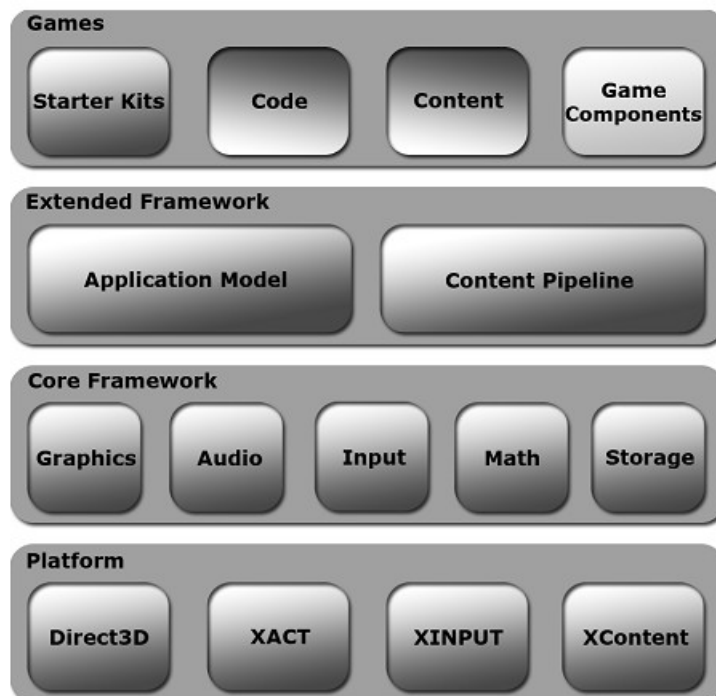 Games
Starter Kits
Code
Content
Game
Components
Extended Framework
Application Model
Content Pipeline
Core Framework
Graphics
Audio
Input
Math
Storage
Platform
Direct3D
XACT
XINPUT
XContent